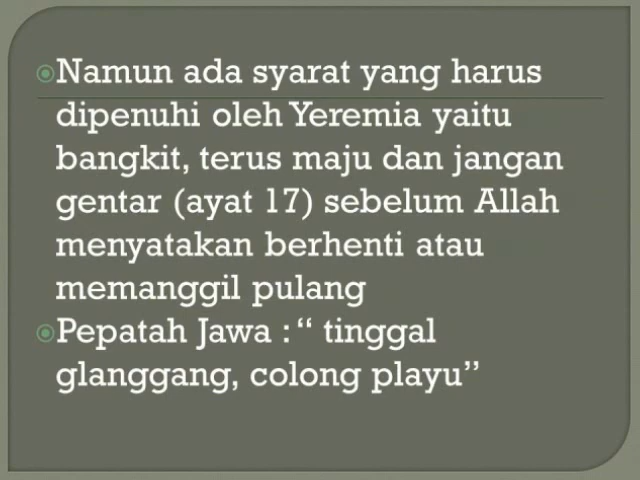 Namun ada syarat yang harus
dipenuhi oleh Yeremia yaitu
bangkit, terus maju dan jangan
gentar (ayat 17) sebelum Allah
menyatakan berhenti atau
memanggil pulang
Pepatah Jawa : “ tinggal
glanggang, colong playu”